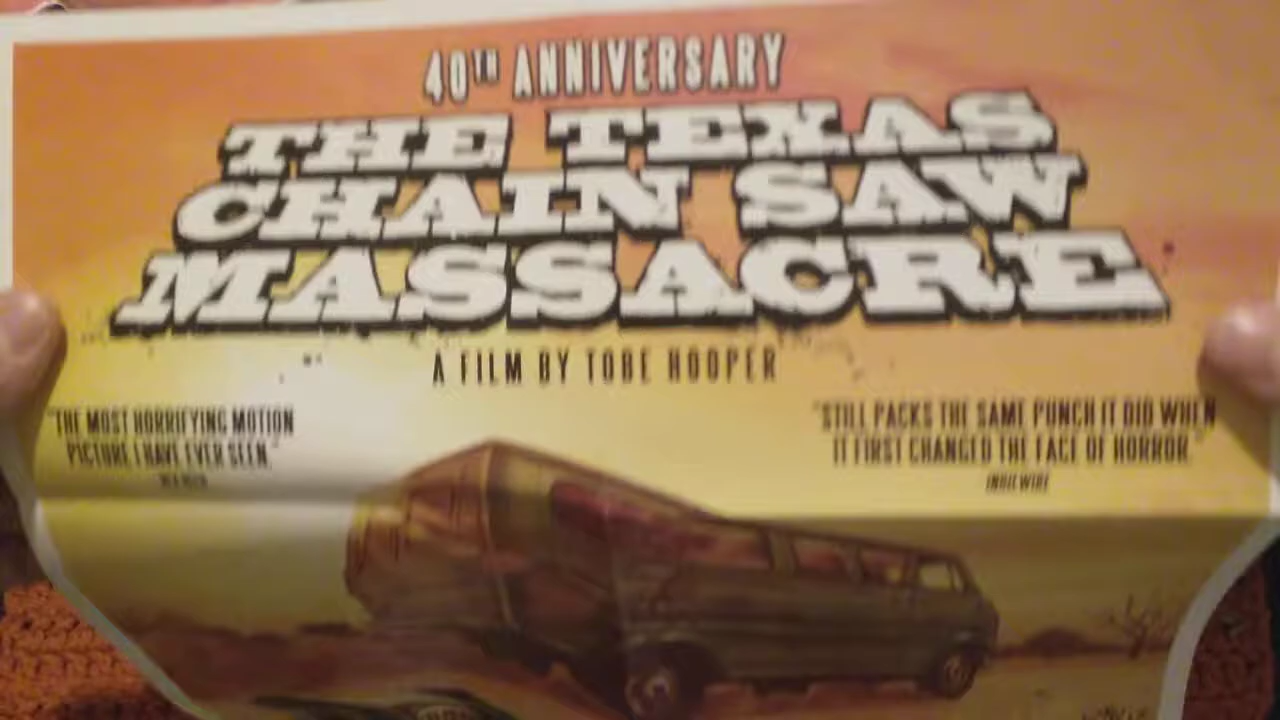 40TH ANNIVERSARY
THE TEXAS
CHAIN SAW
MASSACRE
A FILM BY TOBE HOOPER
"THE MOST HORRIFYING MOTION
PICTURE I HAVE EVER SEEN."
"STILL PACKS THE SAME PUNCH IT DID WHEN
IT FIRST CHANGED THE FACE OF HORROR."
INDIEWIRE